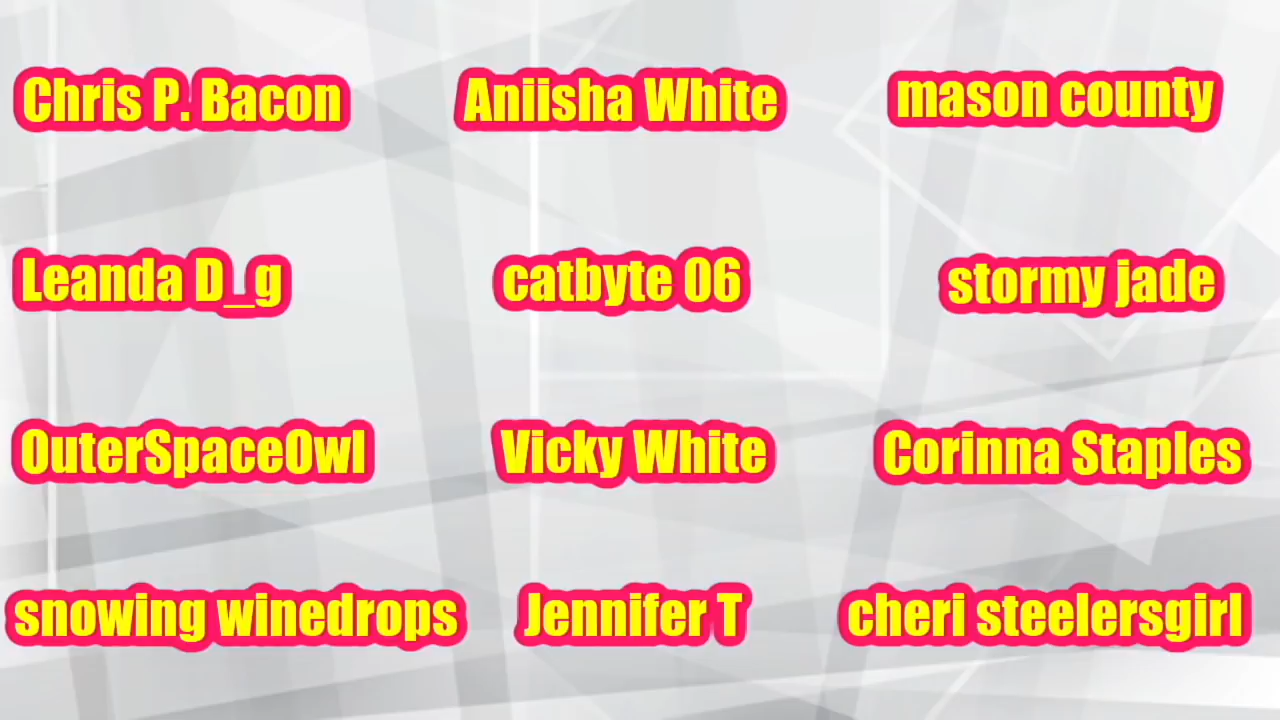 Chris P. Bacon
Aniisha White
mason county
Leanda D_g
catbyte 06
stormy jade
OuterSpaceOwl
Vicky White
Corinna Staples
snowing winedrops
Jennifer T
cheri steelersgirl